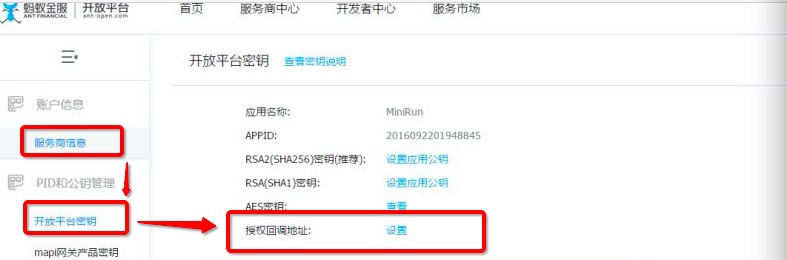 蚂蚁金服 开放平台 首页 服务商中心 开发者中心 服务市场
ANT FINANCIAL ant-open.com
开放平台密钥 查看密钥说明
账户信息
服务商信息
PID和公钥管理
开放平台密钥
mapi网关产品密钥
应用名称: MiniRun
APPID: 2016092201948845
RSA2(SHA256)密钥(推荐): 设置应用公钥
RSA(SHA1)密钥: 设置应用公钥
AES密钥: 查看
授权回调地址: 设置